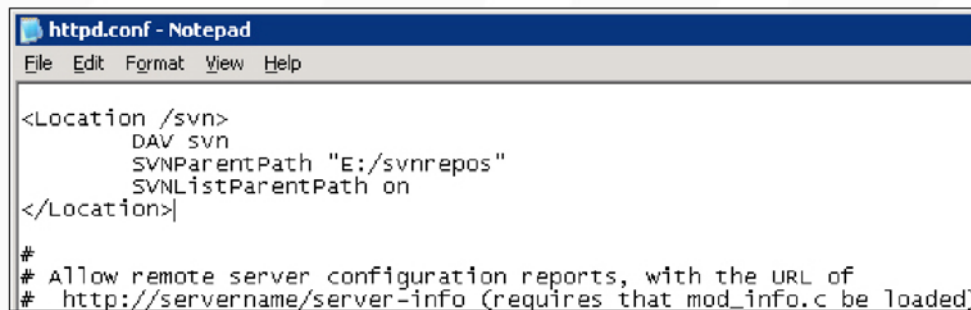 httpd.conf - Notepad
File Edit Format View Help
<Location /svn>
DAV svn
SVNParentPath "E:/svnrepos"
SVNListParentPath on
</Location>
#
# Allow remote server configuration reports, with the URL of
# http://servername/server-info (requires that mod_info.c be loaded)